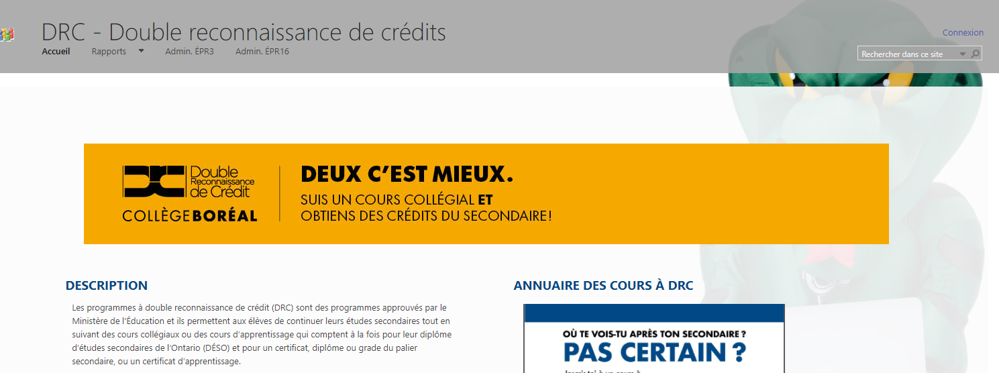 DRC - Double reconnaissance de crédits
Connexion
Accueil Rapports Admin. ÉPR3 Admin. ÉPR16
Rechercher dans ce site
Double
Reconnaissance
de Crédit
COLLÈGE BORÉAL
DEUX C'EST MIEUX.
SUIS UN COURS COLLÉGIAL ET
OBTIENS DES CRÉDITS DU SECONDAIRE!
DESCRIPTION
Les programmes à double reconnaissance de crédit (DRC) sont des programmes approuvés par le
Ministère de l'Éducation et ils permettent aux élèves de continuer leurs études secondaires tout en
suivant des cours collégiaux ou des cours d'apprentissage qui comptent à la fois pour leur diplôme
d'études secondaires de l'Ontario (DÉSO) et pour un certificat, diplôme ou grade du palier
secondaire, ou un certificat d'apprentissage.
ANNUAIRE DES COURS À DRC
OÙ TE VOIS-TU APRÈS TON SECONDAIRE ?
PAS CERTAIN ?